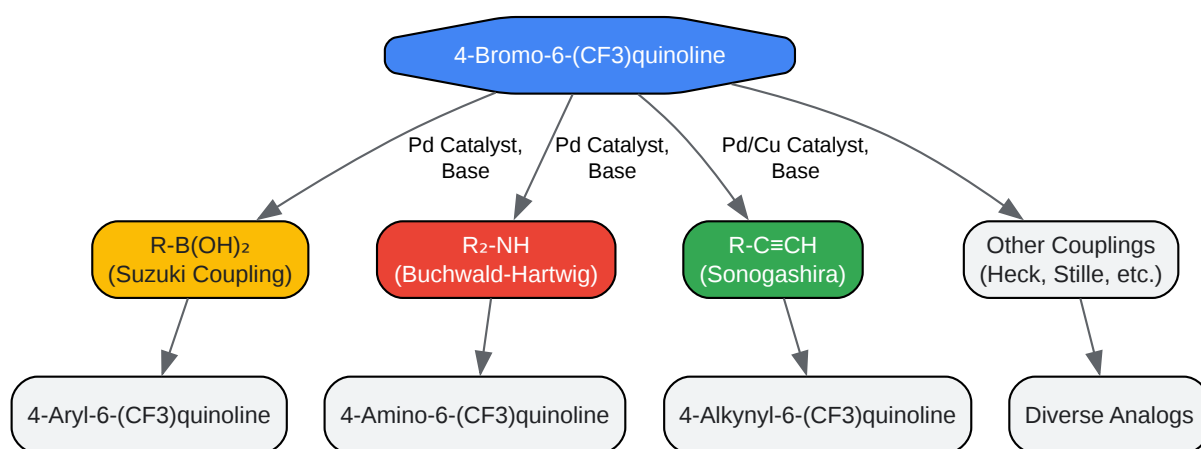 4-Bromo-6-(CF3)quinoline
Pd Catalyst,
Base
Pd Catalyst,
Base
Pd/Cu Catalyst,
Base
R-B(OH)₂
(Suzuki Coupling)
R₂-NH
(Buchwald-Hartwig)
R-C≡CH
(Sonogashira)
Other Couplings
(Heck, Stille, etc.)
4-Aryl-6-(CF3)quinoline
4-Amino-6-(CF3)quinoline
4-Alkynyl-6-(CF3)quinoline
Diverse Analogs